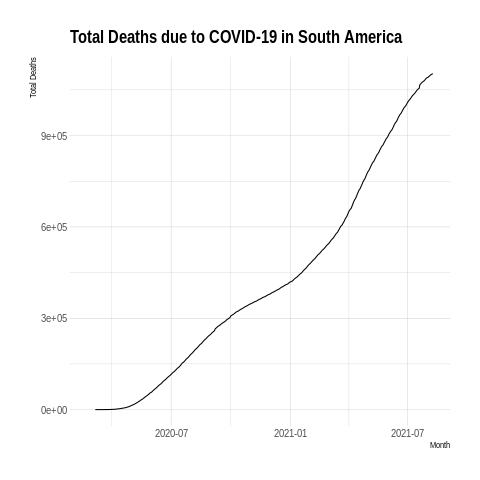 Total Deaths due to COVID-19 in South America
Total Deaths
9e+05
6e+05
3e+05
0e+00
2020-07 2021-01 2021-07
Month